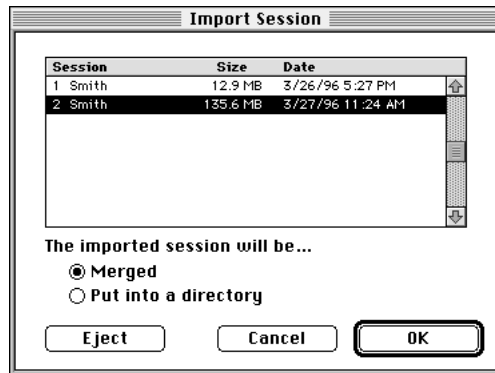 Import Session
Session Size Date
1 Smith 12.9 MB 3/26/96 5:27 PM
2 Smith 135.6 MB 3/27/96 11:24 AM
The imported session will be...
Merged
Put into a directory
Eject Cancel OK